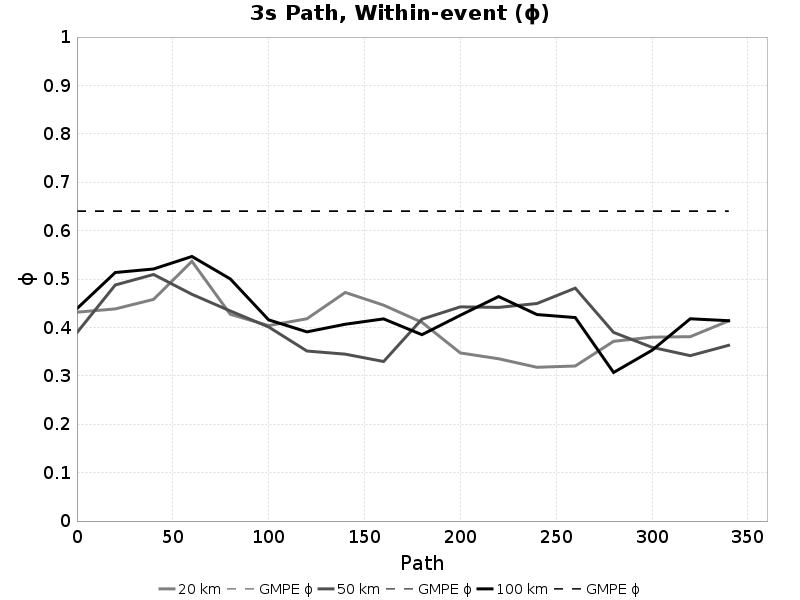 3s Path, Within-event (ϕ)
1
0.9
0.8
0.7
0.6
0.5
0.4
0.3
0.2
0.1
0
ϕ
0 50 100 150 200 250 300 350
Path
20 km GMPE ϕ 50 km GMPE ϕ 100 km GMPE ϕ